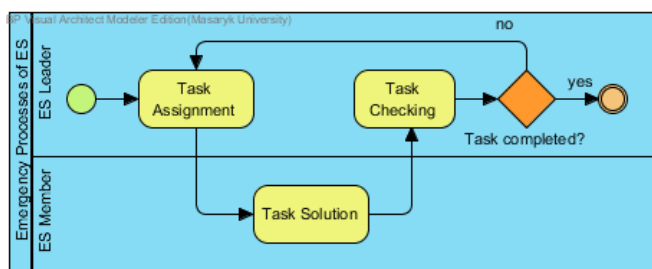 BP Visual Architect Modeler Edition(Masaryk University)
Emergency Processes of ES
ES Leader
no
Task
Assignment
Task
Checking
yes
Task completed?
ES Member
Task Solution